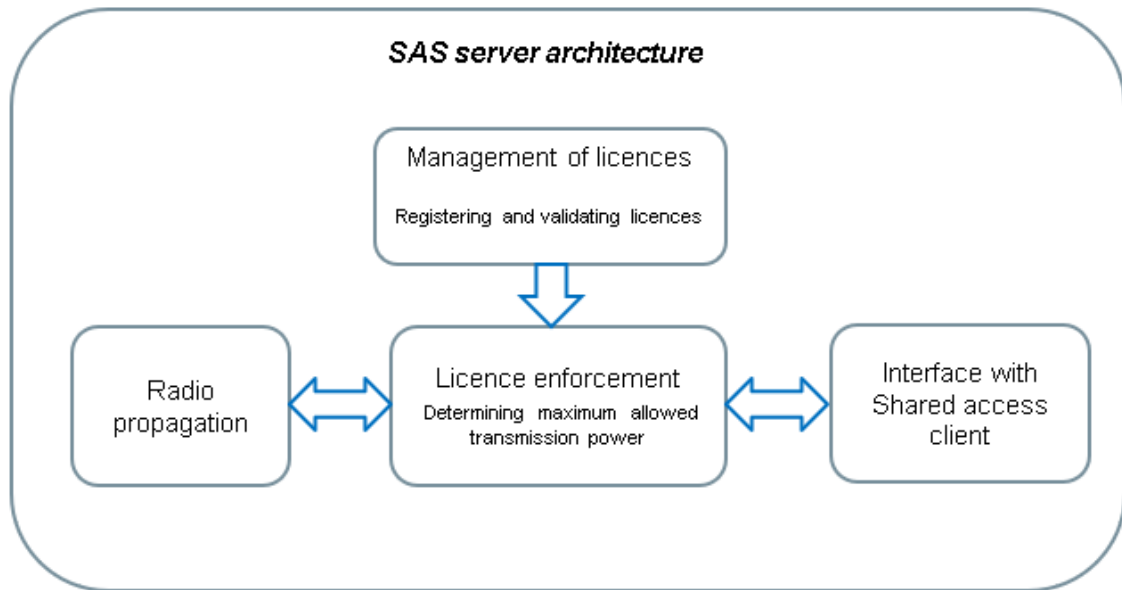 SAS server architecture
Management of licences
Registering and validating licences
Radio
propagation
Licence enforcement
Determining maximum allowed
transmission power
Interface with
Shared access
client